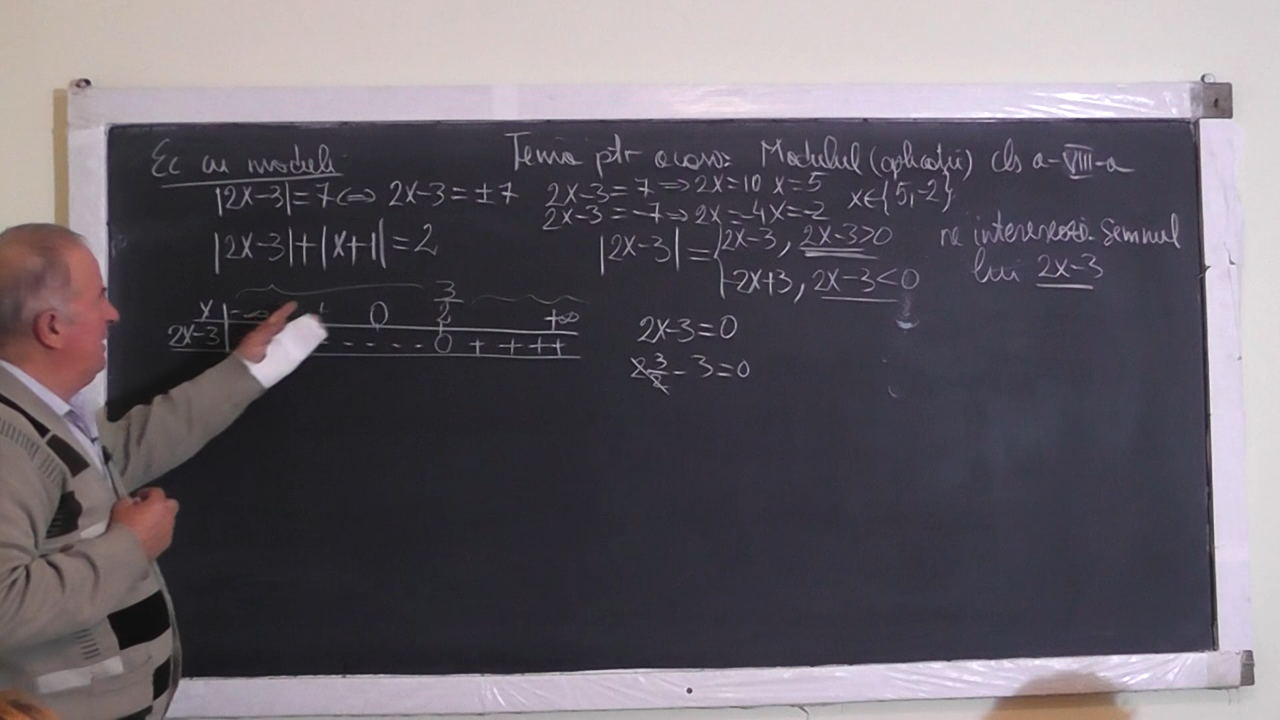 Ec cu moduli
Tema ptr acasă: Modulul (aplicații) cls a-VIII-a
|2x-3|=7 ⇔ 2x-3=±7
2x-3=7 ⇒ 2x=10 x=5
2x-3=-7 ⇒ 2x=-4 x=-2
x∈{5,-2}
|2x-3|+|x+1|=2
|2x-3|={2x-3, 2x-3>0
-2x+3, 2x-3<0
ne interesează semnul
lui 2x-3
x | -∞ 0 3/2 +∞
2x-3 | - - - - 0 + + + +
2x-3=0
2 3/2 - 3=0